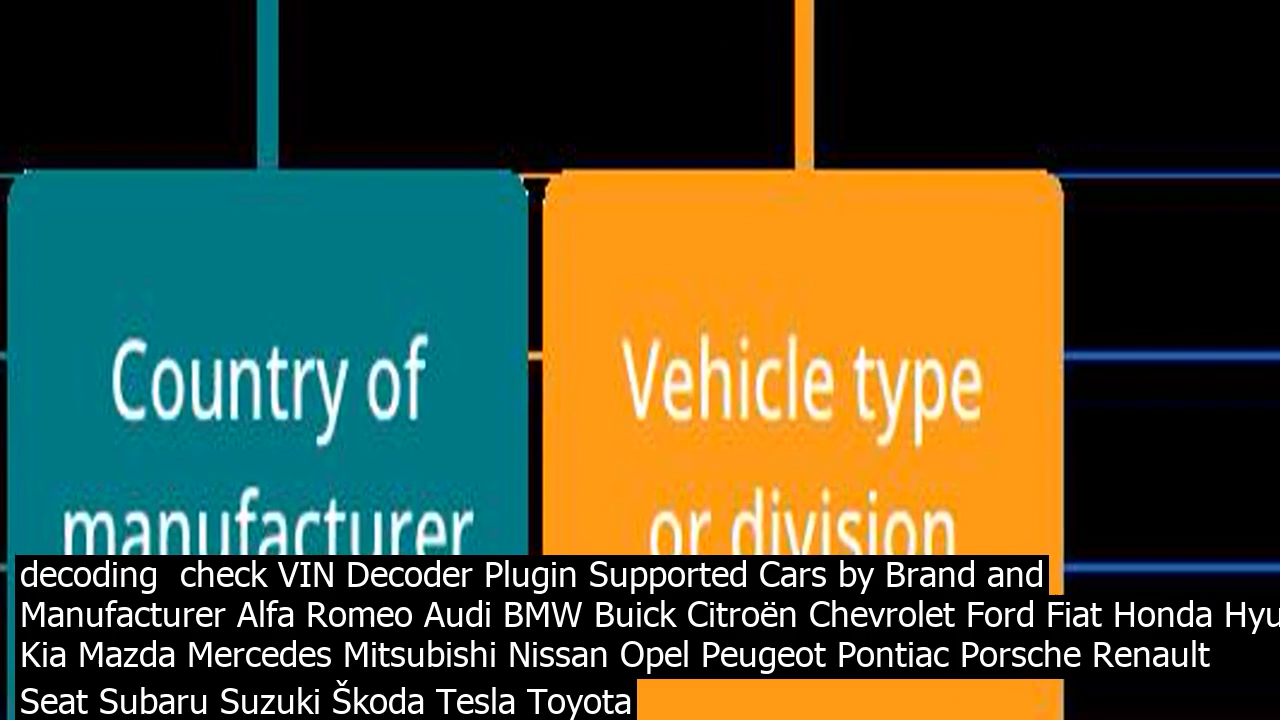 Country of
manufacturer
Vehicle type
or division
decoding  check VIN Decoder Plugin Supported Cars by Brand and
Manufacturer Alfa Romeo Audi BMW Buick Citroën Chevrolet Ford Fiat Honda Hyu
Kia Mazda Mercedes Mitsubishi Nissan Opel Peugeot Pontiac Porsche Renault
Seat Subaru Suzuki Škoda Tesla Toyota